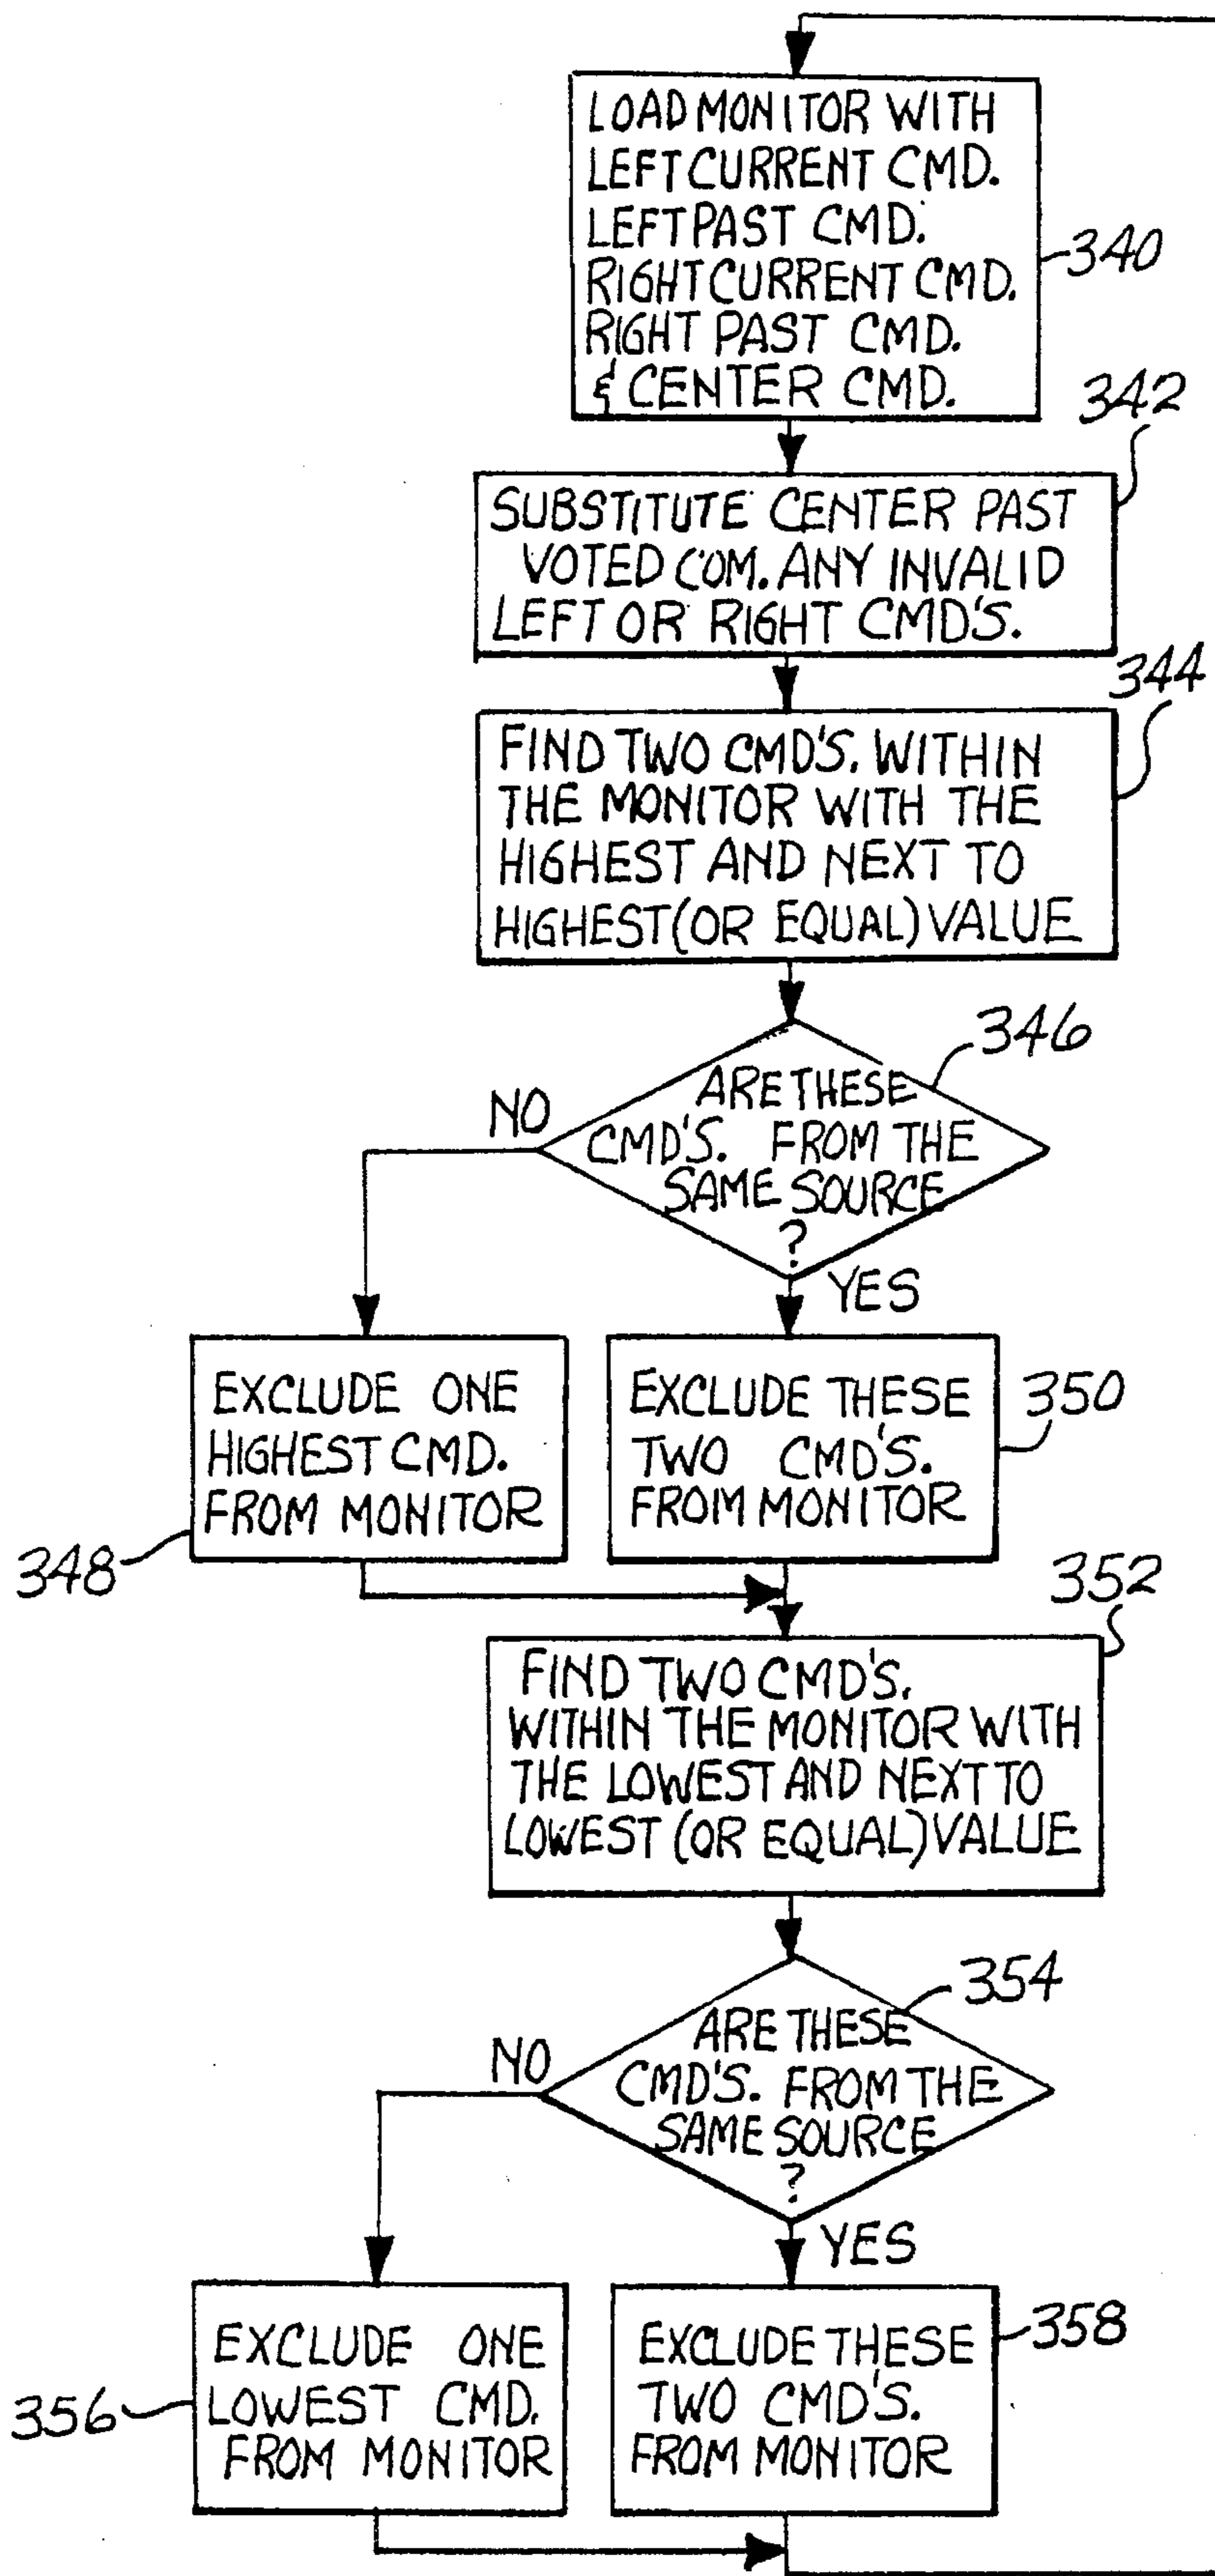 LOAD MONITOR WITH
LEFT CURRENT CMD.
LEFT PAST CMD.
RIGHT CURRENT CMD.
RIGHT PAST CMD.
& CENTER CMD.
340
342
SUBSTITUTE CENTER PAST
VOTED COM. ANY INVALID
LEFT OR RIGHT CMD'S.
344
FIND TWO CMD'S. WITHIN
THE MONITOR WITH THE
HIGHEST AND NEXT TO
HIGHEST (OR EQUAL) VALUE
346
ARE THESE
CMD'S. FROM THE
SAME SOURCE
?
NO
YES
EXCLUDE ONE
HIGHEST CMD.
FROM MONITOR
348
EXCLUDE THESE
TWO CMD'S.
FROM MONITOR
350
352
FIND TWO CMD'S.
WITHIN THE MONITOR WITH
THE LOWEST AND NEXT TO
LOWEST (OR EQUAL) VALUE
354
ARE THESE
CMD'S. FROM THE
SAME SOURCE
?
NO
YES
EXCLUDE ONE
LOWEST CMD.
FROM MONITOR
356
EXCLUDE THESE
TWO CMD'S.
FROM MONITOR
358